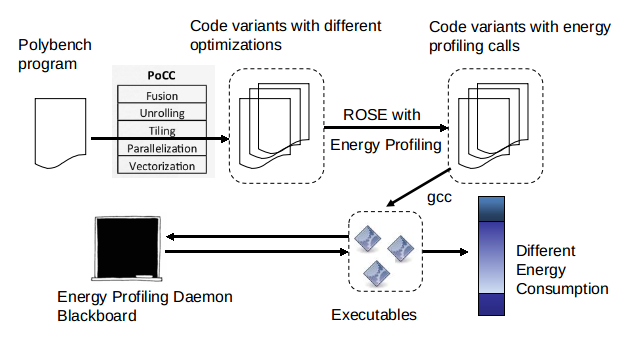 Code variants with different
optimizations
Code variants with energy
profiling calls
Polybench
program
PoCC
Fusion
Unrolling
Tiling
Parallelization
Vectorization
ROSE with
Energy Profiling
gcc
Different
Energy
Consumption
Energy Profiling Daemon
Blackboard
Executables